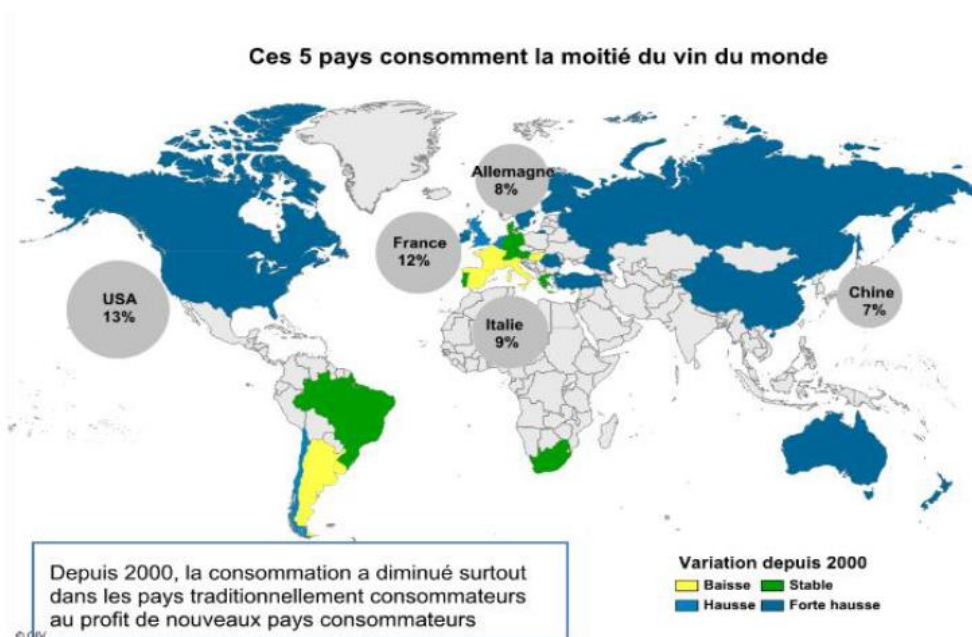 Ces 5 pays consomment la moitié du vin du monde
Allemagne
8%
France
12%
USA
13%
Chine
7%
Italie
9%
Depuis 2000, la consommation a diminué surtout
dans les pays traditionnellement consommateurs
au profit de nouveaux pays consommateurs
Variation depuis 2000
Baisse Stable
Hausse Forte hausse
© OIV